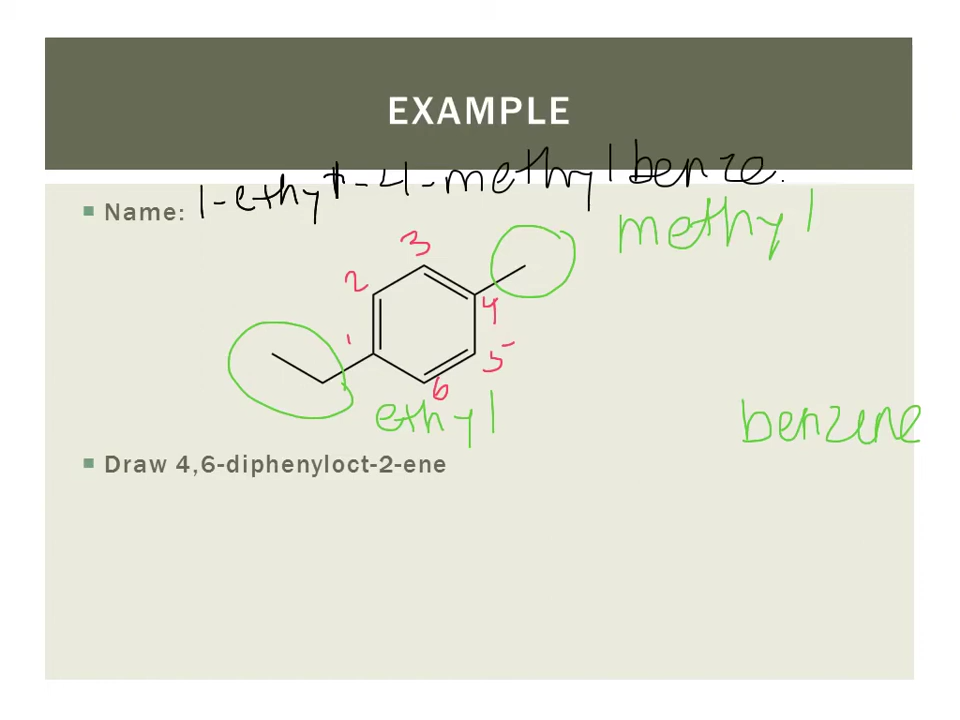 EXAMPLE
1-ethyl-4-methylbenze.
Name:
methyl
3
2
4
1
5
6
ethyl
benzene
Draw 4,6-diphenyloct-2-ene